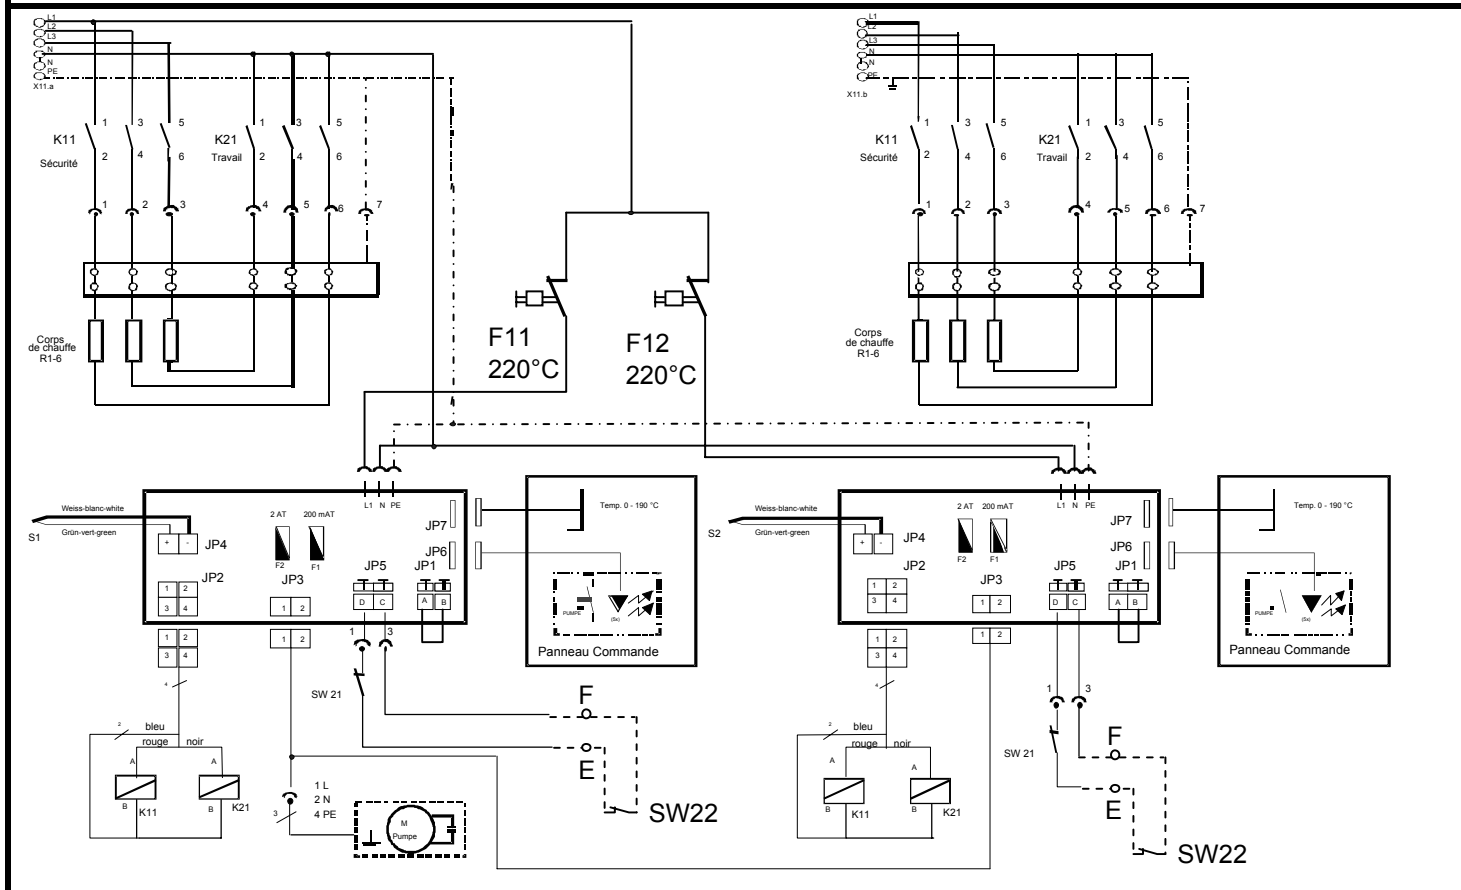 L1
L2
L3
N
N
PE
X11.a
K11
Sécurité
1
2
3
4
5
6
K21
Travail
1
2
3
4
5
6
1
2
3
4
5
6
7
Corps
de chauffe
R1-6
F11
220°C
F12
220°C
L1
L2
L3
N
N
PE
X11.b
K11
Sécurité
1
2
3
4
5
6
K21
Travail
1
2
3
4
5
6
1
2
3
4
5
6
7
Corps
de chauffe
R1-6
Weiss-blanc-white
Grün-vert-green
S1
+ -
JP4
2 AT 200 mAT
F2 F1
L1 N PE
JP7
JP6
JP2
1 2
3 4
JP3
1 2
JP5
D C
JP1
A B
1 2
3 4
1 2
1 3
4
SW 21
2
bleu
rouge noir
A
B
K11
A
B
K21
1 L
2 N
4 PE
3
M
Pumpe
F
E
SW22
Temp. 0 - 190 °C
PUMPE
(5x)
Panneau Commande
Weiss-blanc-white
Grün-vert-green
S2
+ -
JP4
2 AT 200 mAT
F2 F1
L1 N PE
JP7
JP6
JP2
1 2
3 4
JP3
1 2
JP5
D C
JP1
A B
1 2
3 4
1 2
1 3
4
SW 21
2
bleu
rouge noir
A
B
K11
A
B
K21
F
E
SW22
Temp. 0 - 190 °C
PUMPE
(5x)
Panneau Commande